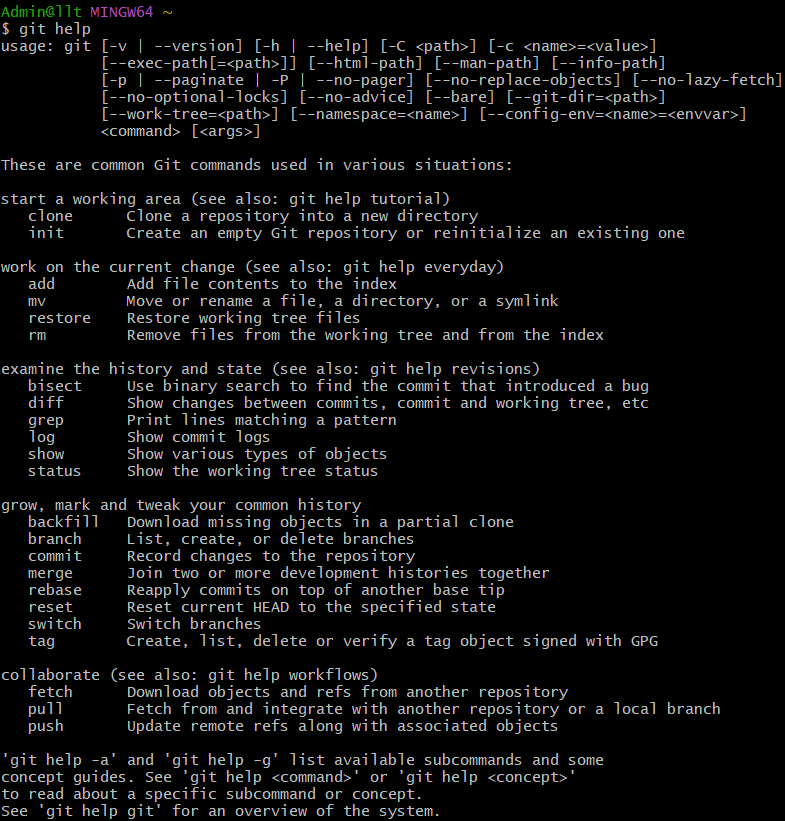 Admin@llt MINGW64 ~
$ git help
usage: git [-v | --version] [-h | --help] [-C <path>] [-c <name>=<value>]
           [--exec-path[=<path>]] [--html-path] [--man-path] [--info-path]
           [-p | --paginate | -P | --no-pager] [--no-replace-objects] [--no-lazy-fetch]
           [--no-optional-locks] [--no-advice] [--bare] [--git-dir=<path>]
           [--work-tree=<path>] [--namespace=<name>] [--config-env=<name>=<envvar>]
           <command> [<args>]

These are common Git commands used in various situations:

start a working area (see also: git help tutorial)
   clone      Clone a repository into a new directory
   init       Create an empty Git repository or reinitialize an existing one

work on the current change (see also: git help everyday)
   add        Add file contents to the index
   mv         Move or rename a file, a directory, or a symlink
   restore    Restore working tree files
   rm         Remove files from the working tree and from the index

examine the history and state (see also: git help revisions)
   bisect     Use binary search to find the commit that introduced a bug
   diff       Show changes between commits, commit and working tree, etc
   grep       Print lines matching a pattern
   log        Show commit logs
   show       Show various types of objects
   status     Show the working tree status

grow, mark and tweak your common history
   backfill   Download missing objects in a partial clone
   branch     List, create, or delete branches
   commit     Record changes to the repository
   merge      Join two or more development histories together
   rebase     Reapply commits on top of another base tip
   reset      Reset current HEAD to the specified state
   switch     Switch branches
   tag        Create, list, delete or verify a tag object signed with GPG

collaborate (see also: git help workflows)
   fetch      Download objects and refs from another repository
   pull       Fetch from and integrate with another repository or a local branch
   push       Update remote refs along with associated objects

'git help -a' and 'git help -g' list available subcommands and some
concept guides. See 'git help <command>' or 'git help <concept>'
to read about a specific subcommand or concept.
See 'git help git' for an overview of the system.